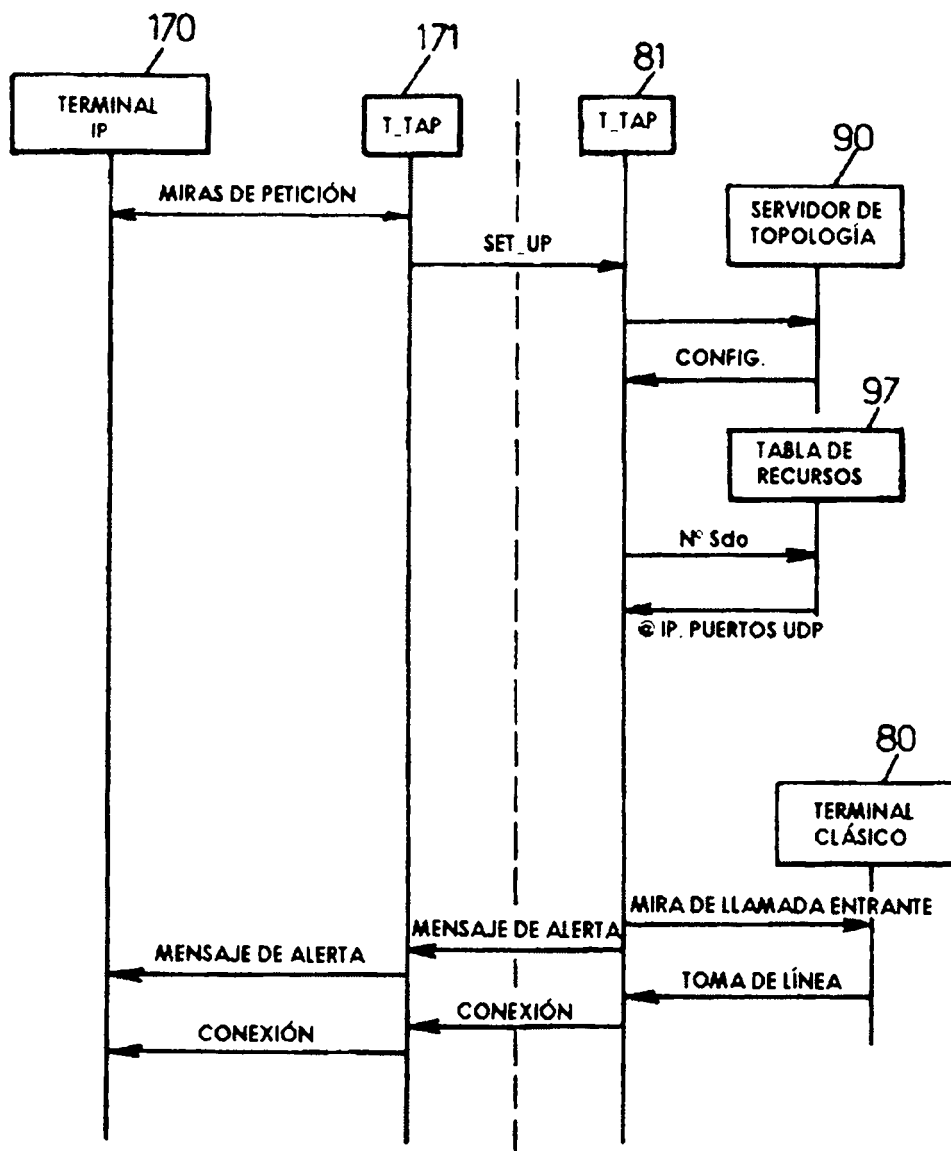 170
171
81
TERMINAL
IP
T_TAP
T_TAP
90
SERVIDOR DE
TOPOLOGÍA
MIRAS DE PETICIÓN
SET_UP
CONFIG.
97
TABLA DE
RECURSOS
Nº Sdo
@ IP. PUERTOS UDP
80
TERMINAL
CLÁSICO
MIRA DE LLAMADA ENTRANTE
MENSAJE DE ALERTA
MENSAJE DE ALERTA
TOMA DE LÍNEA
CONEXIÓN
CONEXIÓN